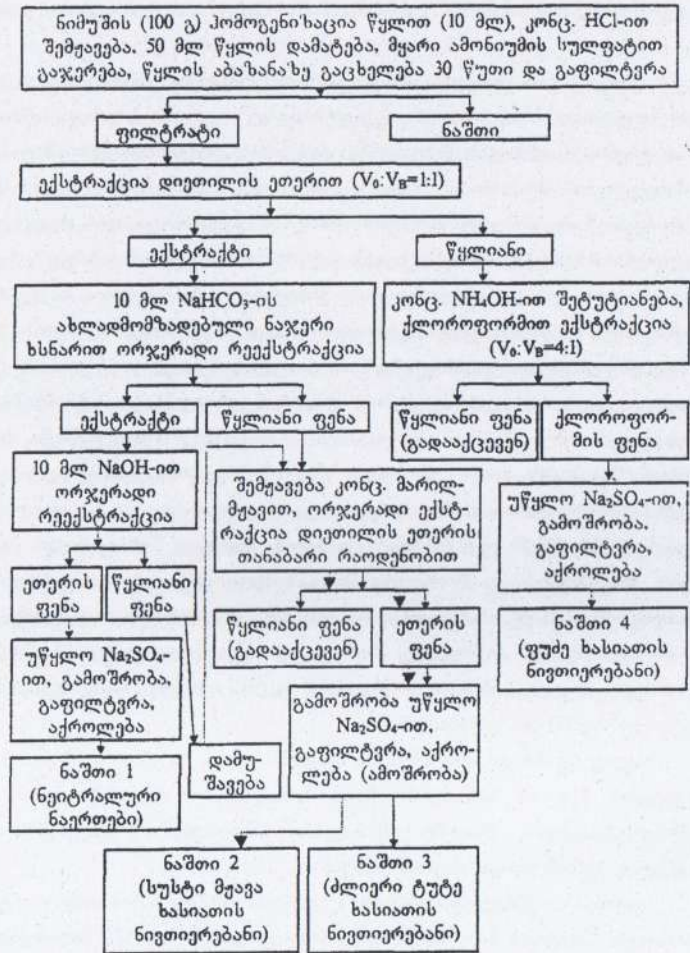 ნიმუშის (100 გ) ჰომოგენიზაცია წყლით (10 მლ), კონც. HCl-ით
შემჟავება, 50 მლ წყლის დამატება, მყარი ამონიუმის სულფატით
გაჯერება, წყლის აბაზანაზე გაცხელება 30 წუთი და გაფილტვრა
ფილტრატი
ნაშთი
ექსტრაქცია დიეთილის ეთერით (V₀:Vв=1:1)
ექსტრაქტი
წყლიანი
10 მლ NaHCO₃-ის
ახლადმომზადებული ნაჯერი
ხსნარით ორჯერადი რეექსტრაქცია
კონც. NH₄OH-ით შეტუტიანება,
ქლოროფორმით ექსტრაქცია
(V₀:Vв=4:1)
ექსტრაქტი
წყლიანი ფენა
წყლიანი ფენა
(გადააქცევენ)
ქლოროფორ-
მის ფენა
10 მლ NaOH-ით
ორჯერადი
რეექსტრაქცია
შემჟავება კონც. მარილ-
მჟავით, ორჯერადი ექსტ-
რაქცია დიეთილის ეთერის
თანაბარი რაოდენობით
უწყლო Na₂SO₄-ით,
გამოშრობა.
გაფილტვრა,
აქროლება
ეთერის
ფენა
წყლიანი
ფენა
წყლიანი ფენა
(გადააქცევენ)
ეთერის
ფენა
ნაშთი 4
(ფუძე ხასიათის
ნივთიერებანი)
უწყლო Na₂SO₄-
ით, გამოშრობა,
გაფილტვრა,
აქროლება
გამოშრობა უწყლო
Na₂SO₄-ით,
გაფილტვრა, აქრო-
ლება (ამოშრობა)
ნაშთი 1
(ნეიტრალური
ნაერთები)
დამუ-
შავება
ნაშთი 2
(სუსტი მჟავა
ხასიათის
ნივთიერებანი)
ნაშთი 3
(ძლიერი ტუტე
ხასიათის
ნივთიერებანი)